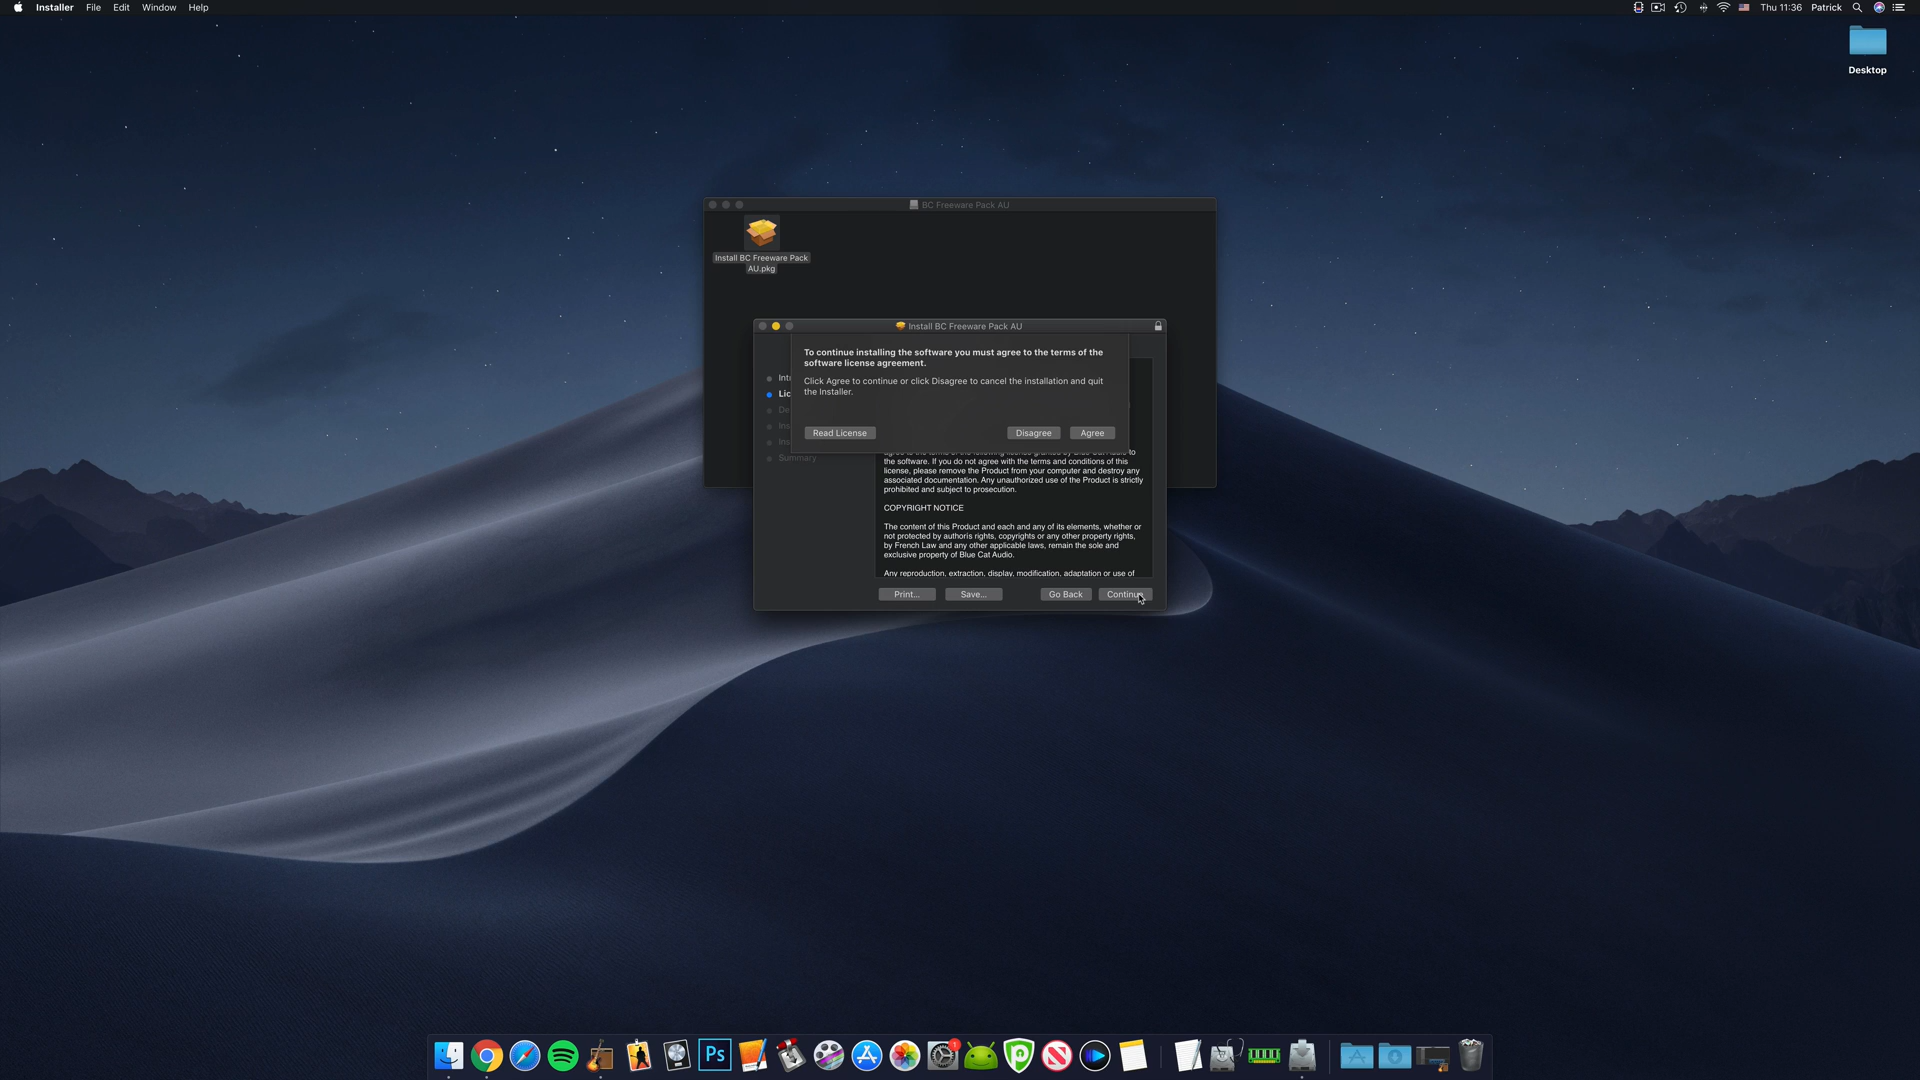 Installer File Edit Window Help
Thu 11:36 Patrick
Desktop
BC Freeware Pack AU
Install BC Freeware Pack
AU.pkg
Install BC Freeware Pack AU
To continue installing the software you must agree to the terms of the
software license agreement.
Click Agree to continue or click Disagree to cancel the installation and quit
the Installer.
Read License Disagree Agree
Summary
the software. If you do not agree with the terms and conditions of this
license, please remove the Product from your computer and destroy any
associated documentation. Any unauthorized use of the Product is strictly
prohibited and subject to prosecution.
COPYRIGHT NOTICE
The content of this Product and each and any of its elements, whether or
not protected by authoris rights, copyrights or any other property rights,
by French Law and any other applicable laws, remain the sole and
exclusive property of Blue Cat Audio.
Any reproduction, extraction, display, modification, adaptation or use of
Print... Save... Go Back Continue
Ps
1